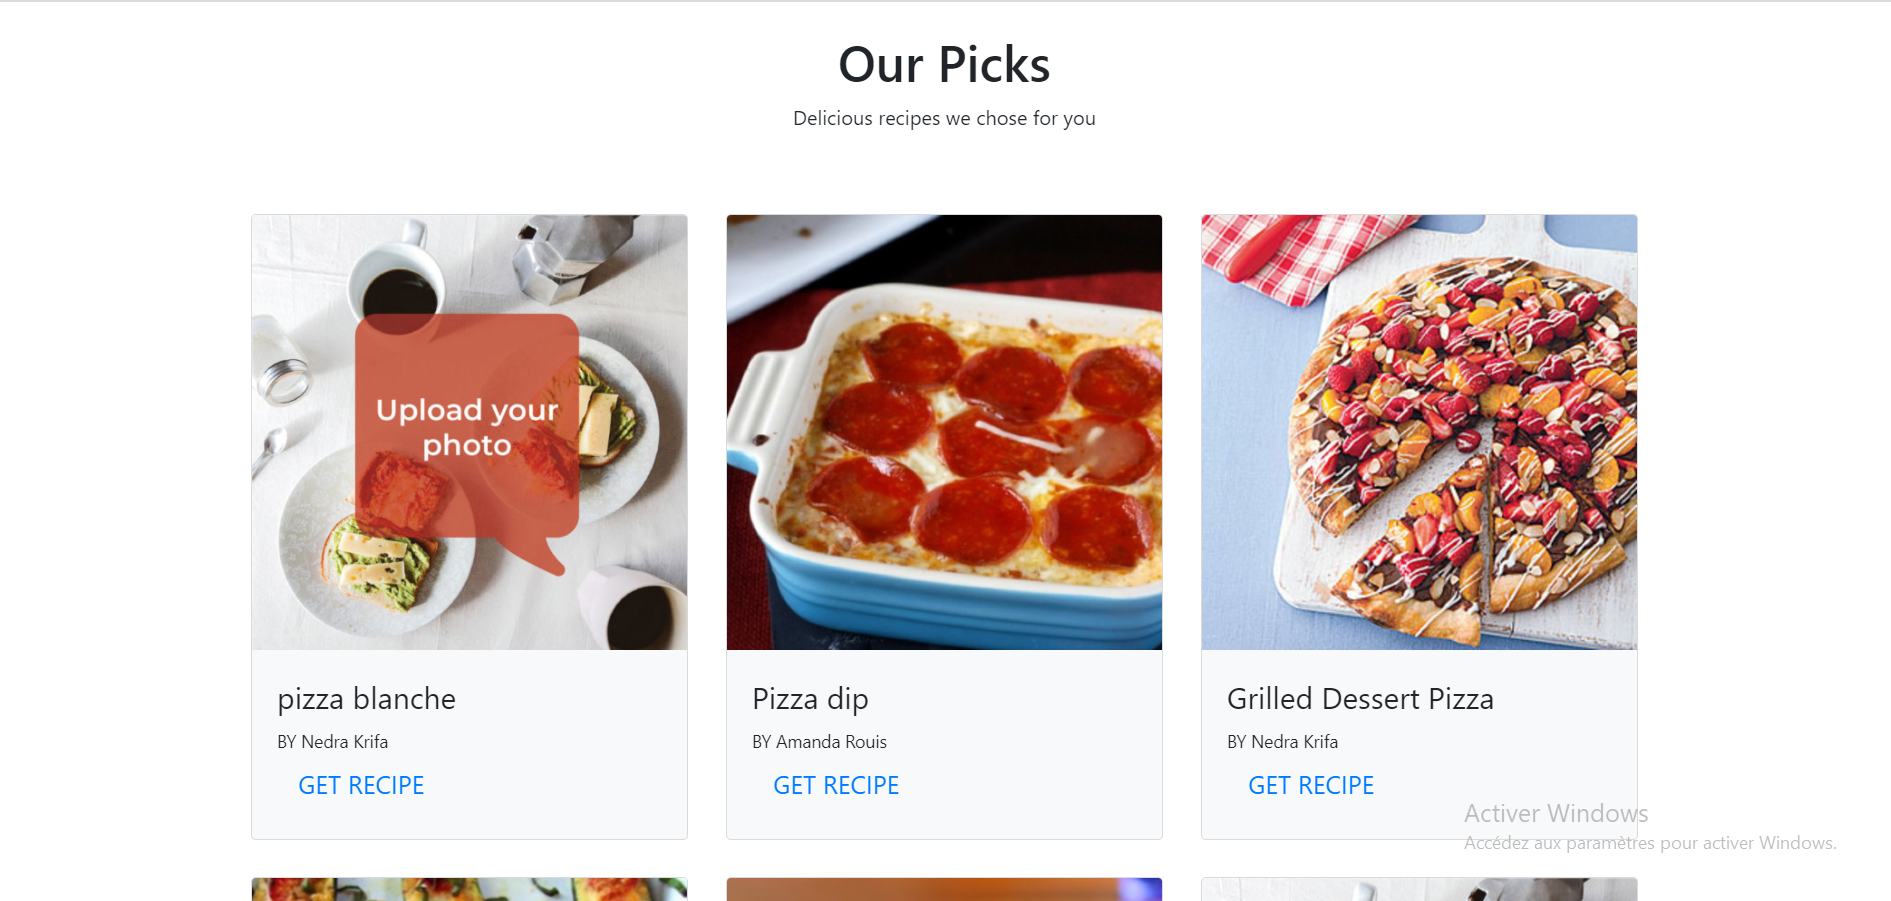 Our Picks
Delicious recipes we chose for you
Upload your
photo
pizza blanche
BY Nedra Krifa
GET RECIPE
Pizza dip
BY Amanda Rouis
GET RECIPE
Grilled Dessert Pizza
BY Nedra Krifa
GET RECIPE
Activer Windows
Accédez aux paramètres pour activer Windows.